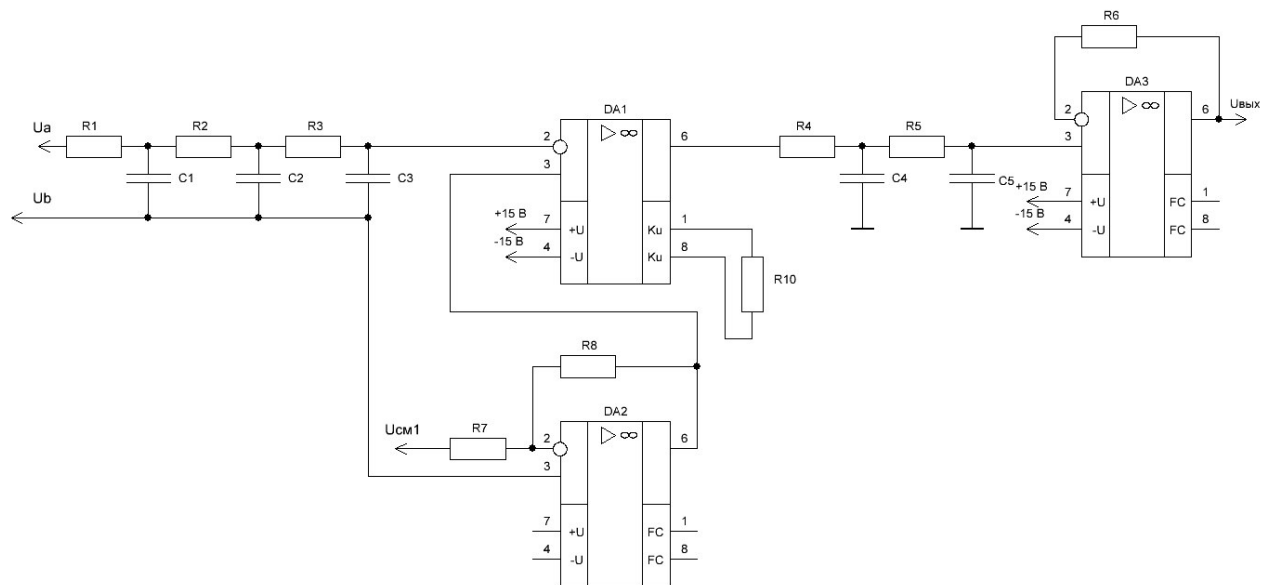 R6
DA3
▷ ∞
2
6
Uвых
3
DA1
Ua
R1
R2
R3
2
▷ ∞
6
R4
R5
3
C1
C2
C3
C4
C5
+15 В
7
+U
FC
1
-15 В
4
-U
FC
8
Ub
+15 В
7
+U
Ku
1
-15 В
4
-U
Ku
8
R10
R8
DA2
Uсм1
R7
2
▷ ∞
6
3
7
+U
FC
1
4
-U
FC
8